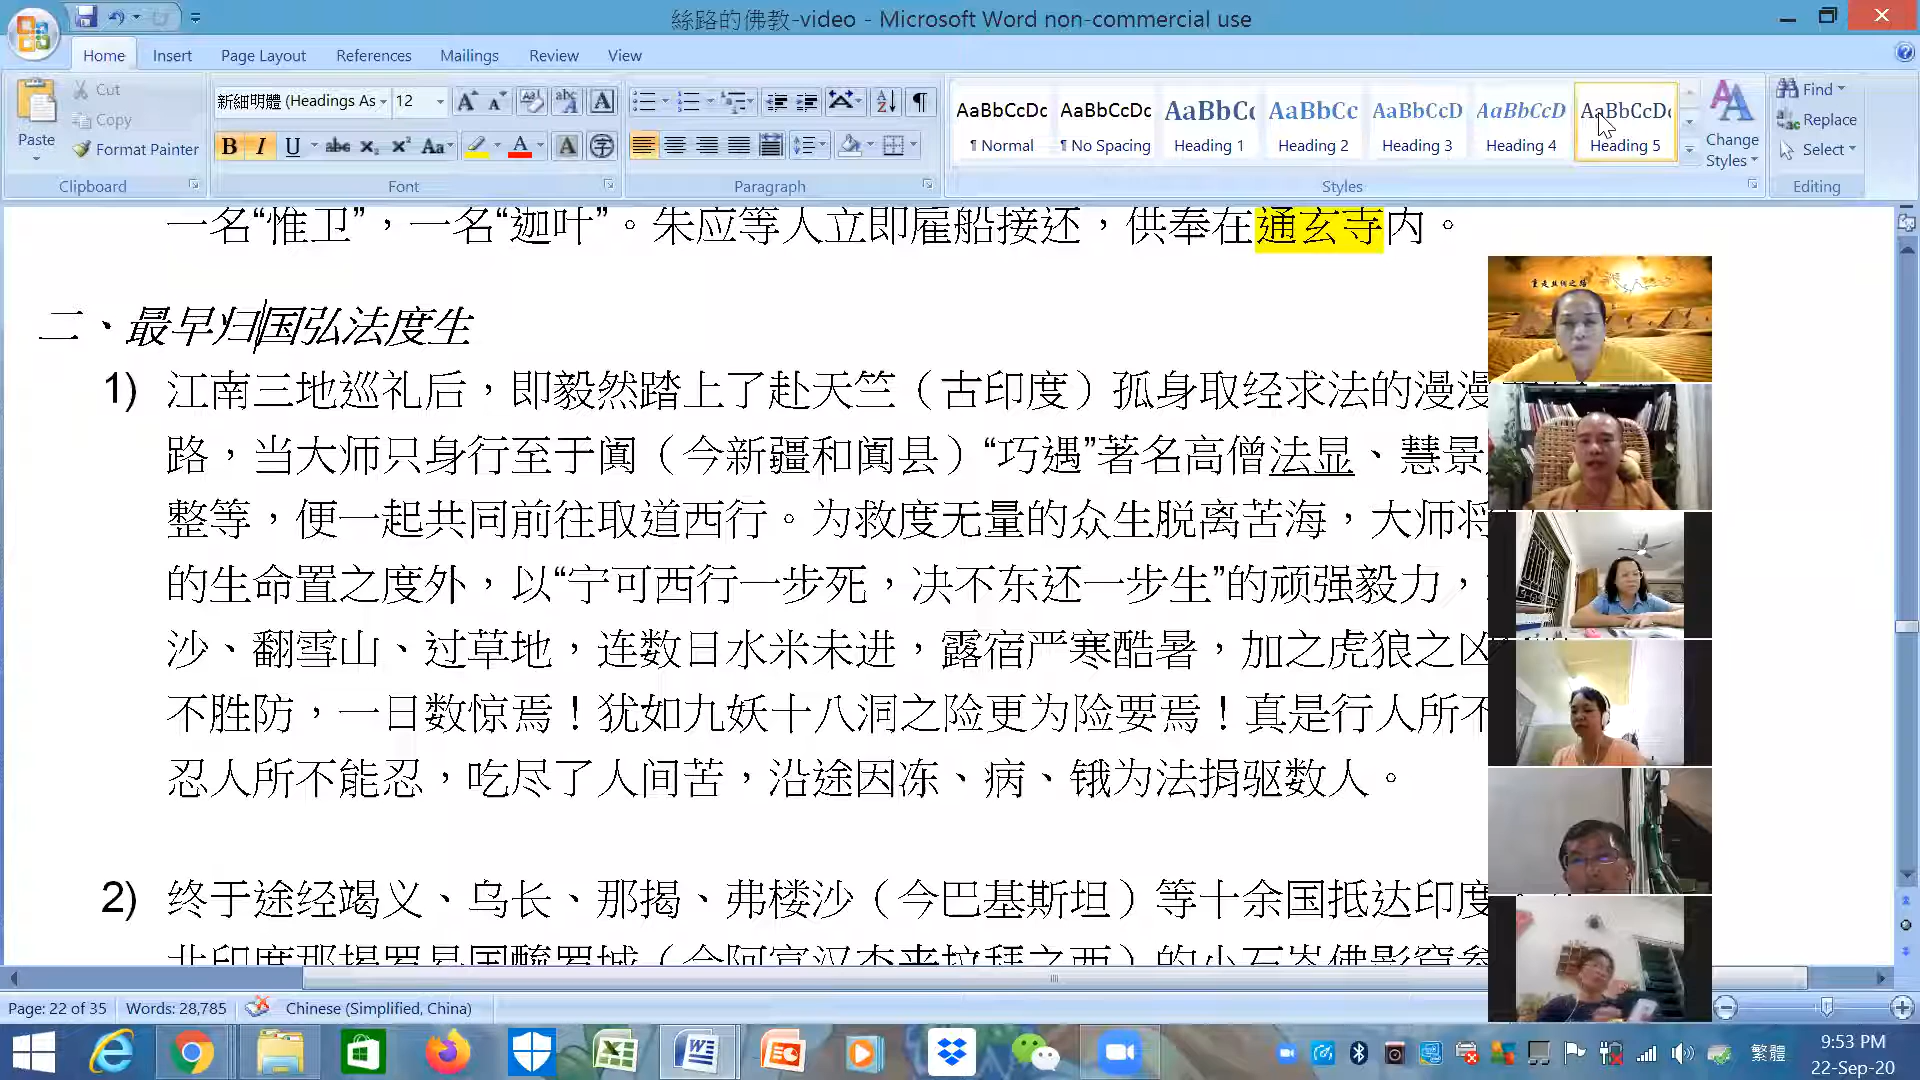 絲路的佛教-video - Microsoft Word non-commercial use
Home Insert Page Layout References Mailings Review View
Paste
Cut
Copy
Format Painter
Clipboard
新細明體 (Headings As 12
Font
Paragraph
AaBbCcDc AaBbCcDc AaBbCc AaBbCc AaBbCcD AaBbCcD AaBbCcDc
¶ Normal ¶ No Spacing Heading 1 Heading 2 Heading 3 Heading 4 Heading 5
Change Styles
Styles
Find
Replace
Select
Editing
一名“惟卫”，一名“迦叶”。朱应等人立即雇船接还，供奉在通玄寺内。
二、最早归国弘法度生
1) 江南三地巡礼后，即毅然踏上了赴天竺（古印度）孤身取经求法的漫漫
路，当大师只身行至于阗（今新疆和阗县）“巧遇”著名高僧法显、慧景
整等，便一起共同前往取道西行。为救度无量的众生脱离苦海，大师将
的生命置之度外，以“宁可西行一步死，决不东还一步生”的顽强毅力，
沙、翻雪山、过草地，连数日水米未进，露宿严寒酷暑，加之虎狼之凶
不胜防，一日数惊焉！犹如九妖十八洞之险更为险要焉！真是行人所不
忍人所不能忍，吃尽了人间苦，沿途因冻、病、饿为法捐驱数人。
2) 终于途经竭义、乌长、那揭、弗楼沙（今巴基斯坦）等十余国抵达印度
重走丝绸之路
Page: 22 of 35 Words: 28,785 Chinese (Simplified, China)
繁體
9:53 PM
22-Sep-20